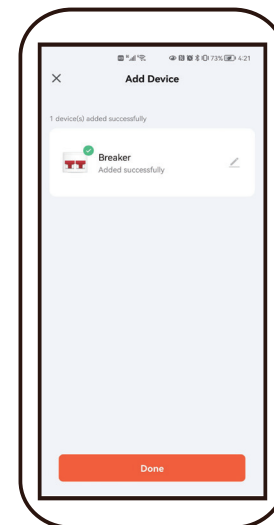 73% 4:21
Add Device
1 device(s) added successfully
Breaker
Added successfully
Done